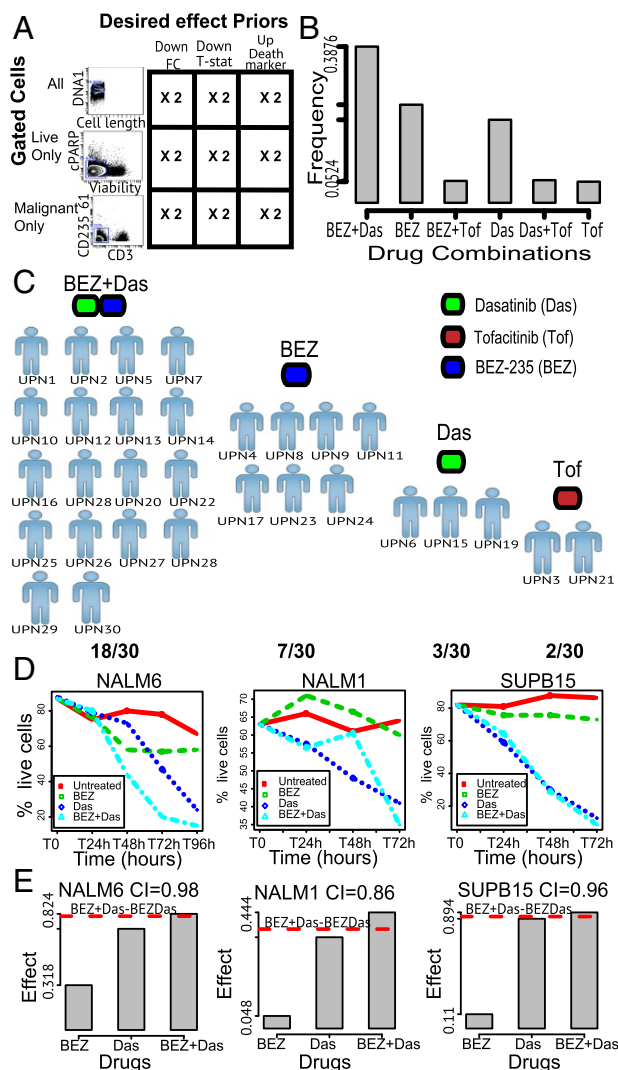 A
Desired effect Priors
Down FC
Down T-stat
Up Death marker
Gated Cells
All
DNA1
Cell length
X 2 X 2 X 2
Live Only
cPARP
Viability
X 2 X 2 X 2
Malignant Only
CD235 61
CD3
X 2 X 2 X 2
B
Frequency
0.3876
0.0524
BEZ+Das BEZ BEZ+Tof Das Das+Tof Tof
Drug Combinations
C
BEZ+Das
Dasatinib (Das)
Tofacitinib (Tof)
BEZ-235 (BEZ)
UPN1 UPN2 UPN5 UPN7
UPN10 UPN12 UPN13 UPN14
UPN16 UPN28 UPN20 UPN22
UPN25 UPN26 UPN27 UPN28
UPN29 UPN30
BEZ
UPN4 UPN8 UPN9 UPN11
UPN17 UPN23 UPN24
Das
UPN6 UPN15 UPN19
Tof
UPN3 UPN21
18/30 7/30 3/30 2/30
D
NALM6
% live cells
80
60
40
20
Untreated
BEZ
Das
BEZ+Das
T0 T24h T48h T72h T96h
Time (hours)
NALM1
% live cells
70
65
60
55
50
45
40
35
Untreated
BEZ
Das
BEZ+Das
T0 T24h T48h T72h
Time (hours)
SUPB15
% live cells
80
60
40
20
Untreated
BEZ
Das
BEZ+Das
T0 T24h T48h T72h
Time (hours)
E
NALM6 CI=0.98
BEZ+Das-BEZDas
Effect
0.824
0.318
BEZ Das BEZ+Das
Drugs
NALM1 CI=0.86
BEZ+Das-BEZDas
Effect
0.444
0.048
BEZ Das BEZ+Das
Drugs
SUPB15 CI=0.96
BEZ+Das-BEZDas
Effect
0.894
0.11
BEZ Das BEZ+Das
Drugs